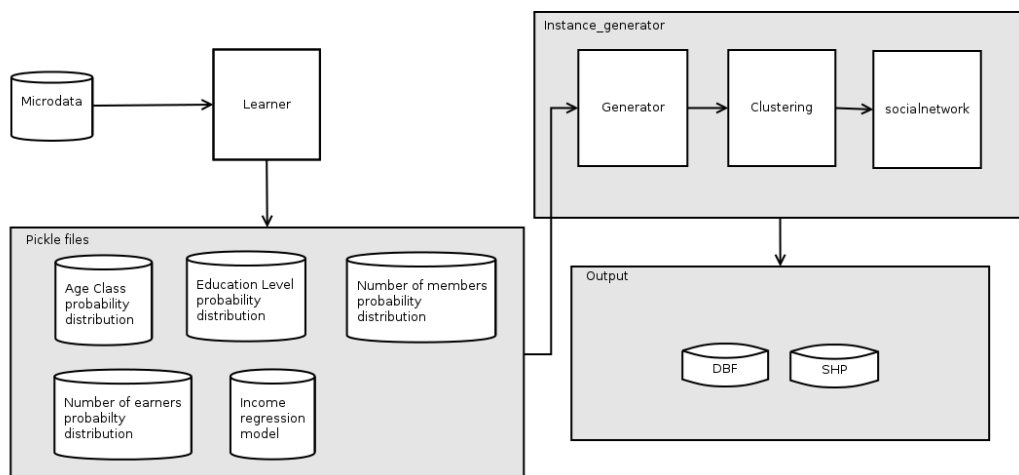 Microdata
Learner
Instance_generator
Generator
Clustering
socialnetwork
Pickle files
Age Class
probability
distribution
Education Level
probability
distribution
Number of members
probability
distribution
Number of earners
probabilty
distribution
Income
regression
model
Output
DBF
SHP